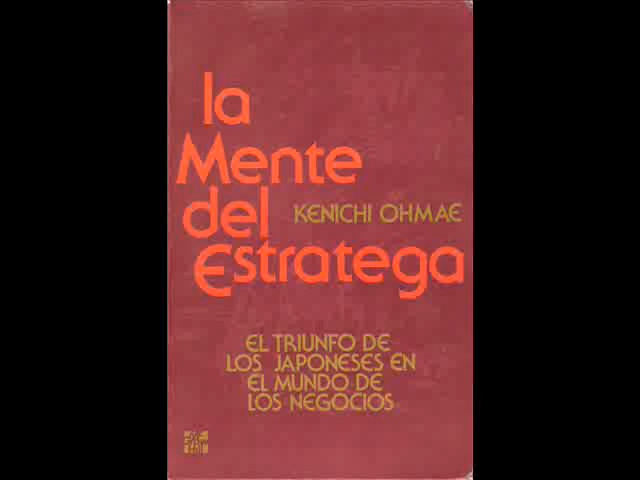 la
Mente
del
KENICHI OHMAE
Estratega
EL TRIUNFO DE
LOS JAPONESES EN
EL MUNDO DE
LOS NEGOCIOS